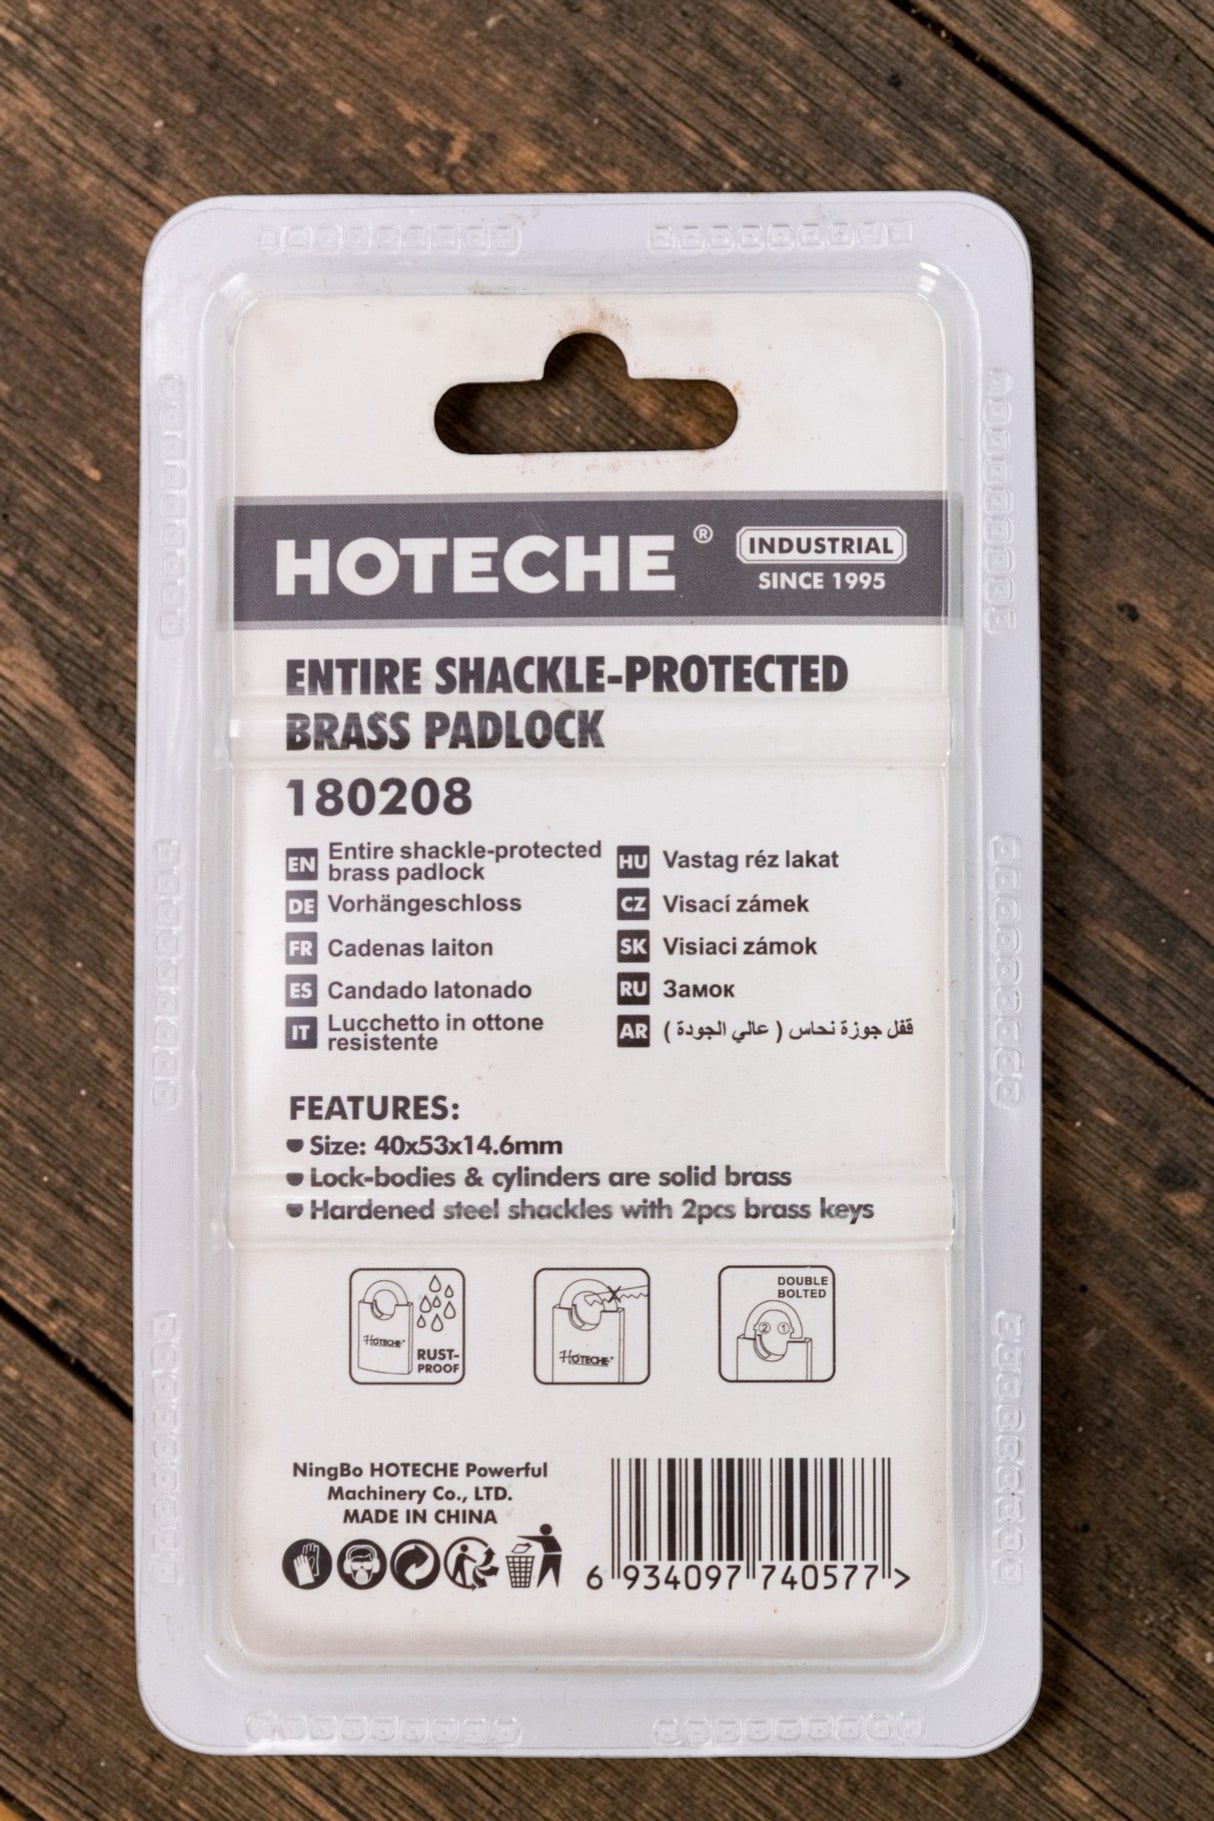 HOTECHE ® INDUSTRIAL
SINCE 1995
ENTIRE SHACKLE-PROTECTED
BRASS PADLOCK
180208
EN Entire shackle-protected
brass padlock
DE Vorhängeschloss
FR Cadenas laiton
ES Candado latonado
IT Lucchetto in ottone
resistente
HU Vastag réz lakat
CZ Visací zámek
SK Visiaci zámok
RU Замок
AR قفل جوزة نحاس ( عالي الجودة )
FEATURES:
Size: 40x53x14.6mm
Lock-bodies & cylinders are solid brass
Hardened steel shackles with 2pcs brass keys
HOTECHE
RUST-
PROOF
HOTECHE
DOUBLE
BOLTED
2 1
NingBo HOTECHE Powerful
Machinery Co., LTD.
MADE IN CHINA
6 934097 740577 >